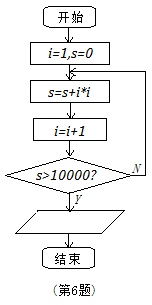 开始
i=1,s=0
s=s+i*i
i=i+1
s>10000?
N
Y
结束
(第6题)